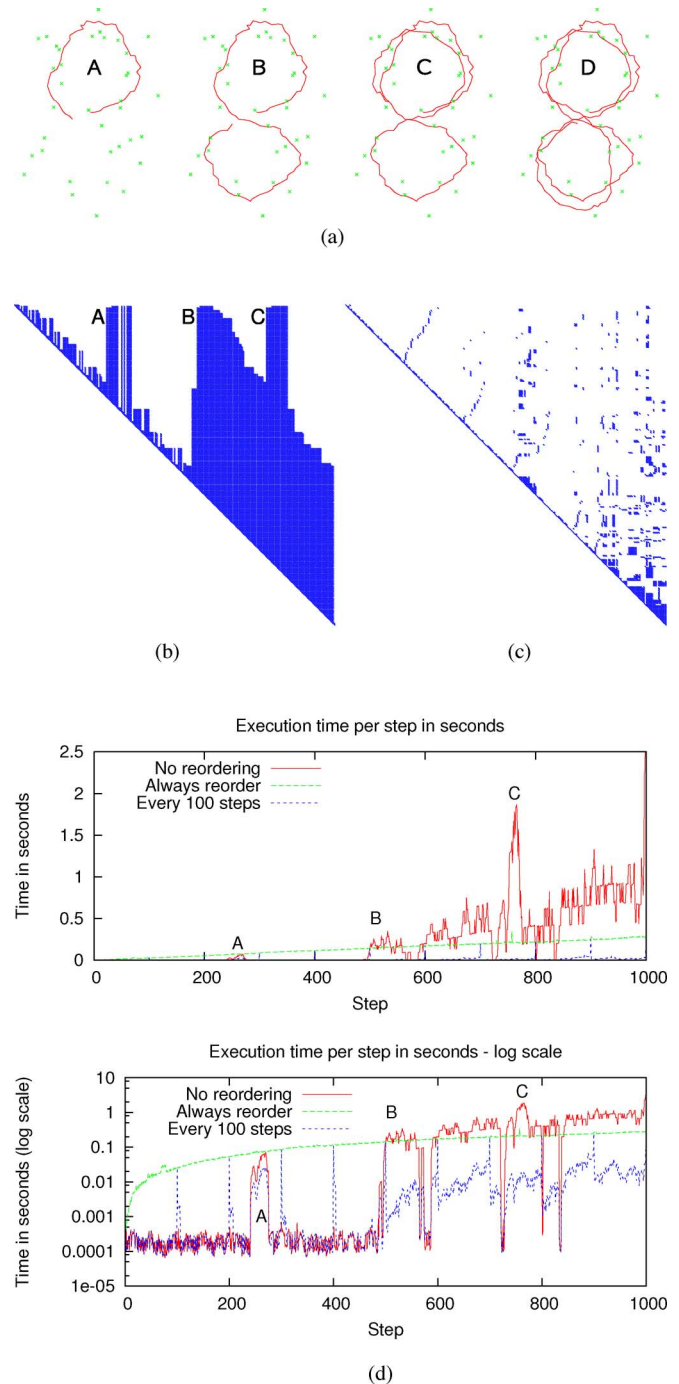 A B C D
(a)
A B C
(b) (c)
Execution time per step in seconds
2.5
No reordering
Always reorder
Every 100 steps
2
1.5
1
0.5
0
Time in seconds
A
B
C
0 200 400 600 800 1000
Step
Execution time per step in seconds - log scale
10
No reordering
Always reorder
Every 100 steps
1
0.1
0.01
0.001
0.0001
1e-05
Time in seconds (log scale)
A
B
C
0 200 400 600 800 1000
Step
(d)